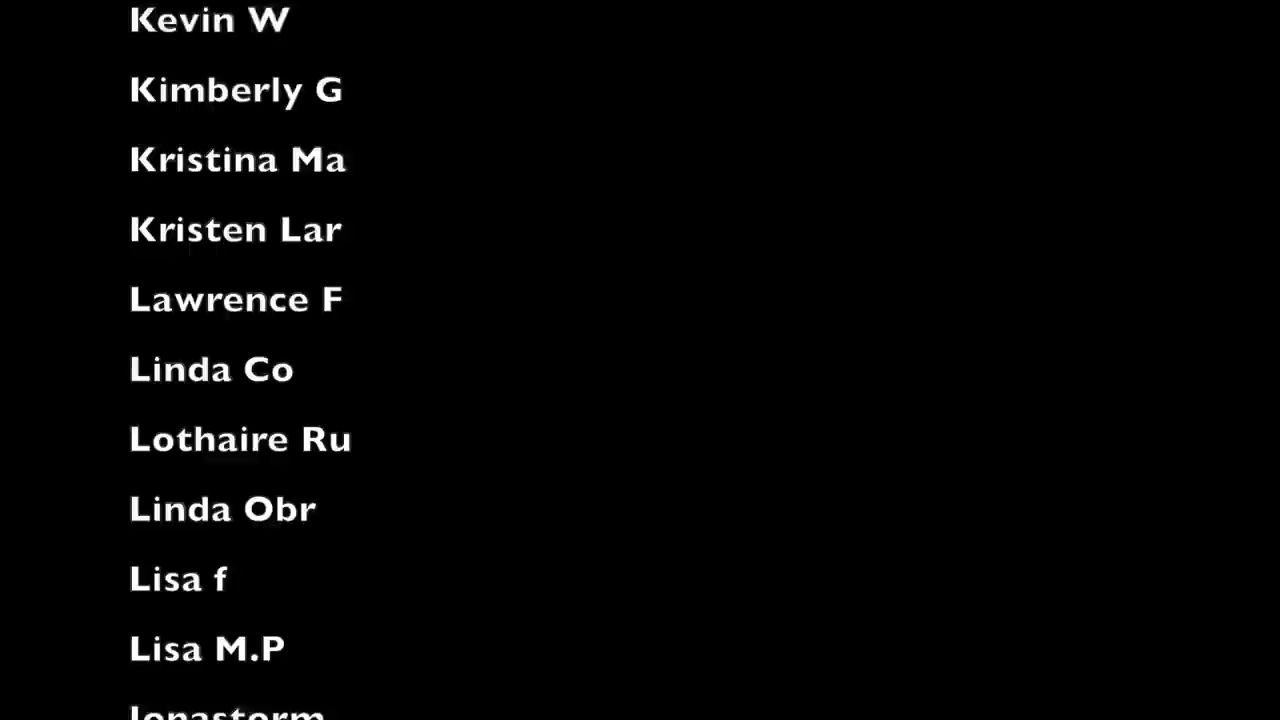 Kevin W
Kimberly G
Kristina Ma
Kristen Lar
Lawrence F
Linda Co
Lothaire Ru
Linda Obr
Lisa f
Lisa M.P